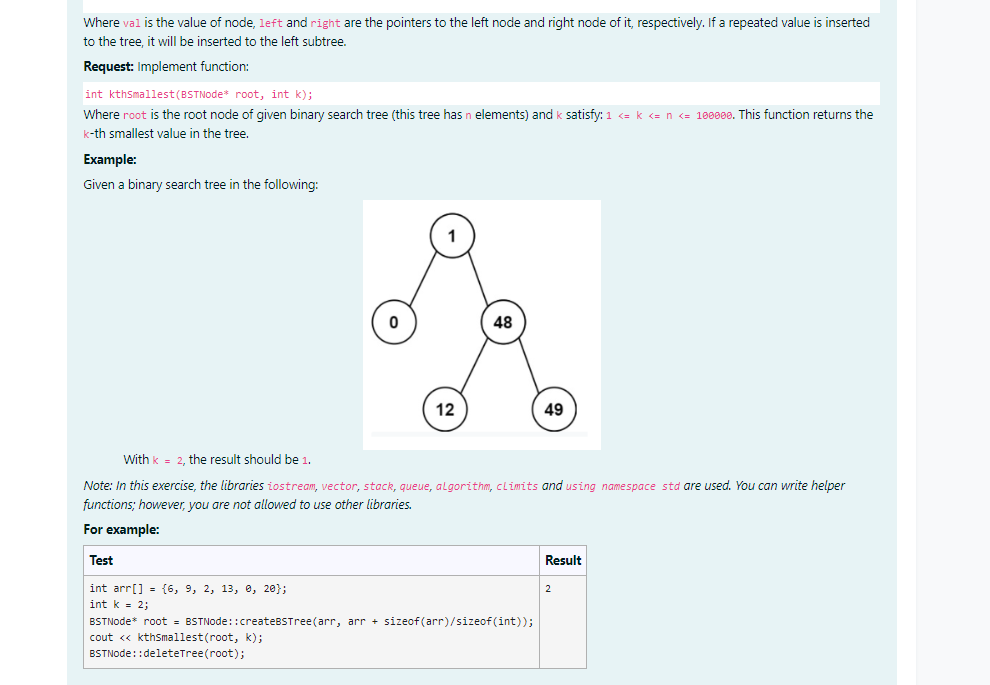 Where val is the value of node, left and right are the pointers to the left node and right node of it, respectively. If a repeated value is inserted
to the tree, it will be inserted to the left subtree.
Request: Implement function:
int kthSmallest(BSTNode* root, int k);
Where root is the root node of given binary search tree (this tree has n elements) and k satisfy: 1 <= k <= n <= 100000. This function returns the
k-th smallest value in the tree.
Example:
Given a binary search tree in the following:
1
0
48
12
49
With k = 2, the result should be 1.
Note: In this exercise, the libraries iostream, vector, stack, queue, algorithm, climits and using namespace std are used. You can write helper
functions; however, you are not allowed to use other libraries.
For example:
Test Result
int arr[] = {6, 9, 2, 13, 0, 20}; 2
int k = 2;
BSTNode* root = BSTNode::createBSTree(arr, arr + sizeof(arr)/sizeof(int));
cout << kthSmallest(root, k);
BSTNode::deleteTree(root);